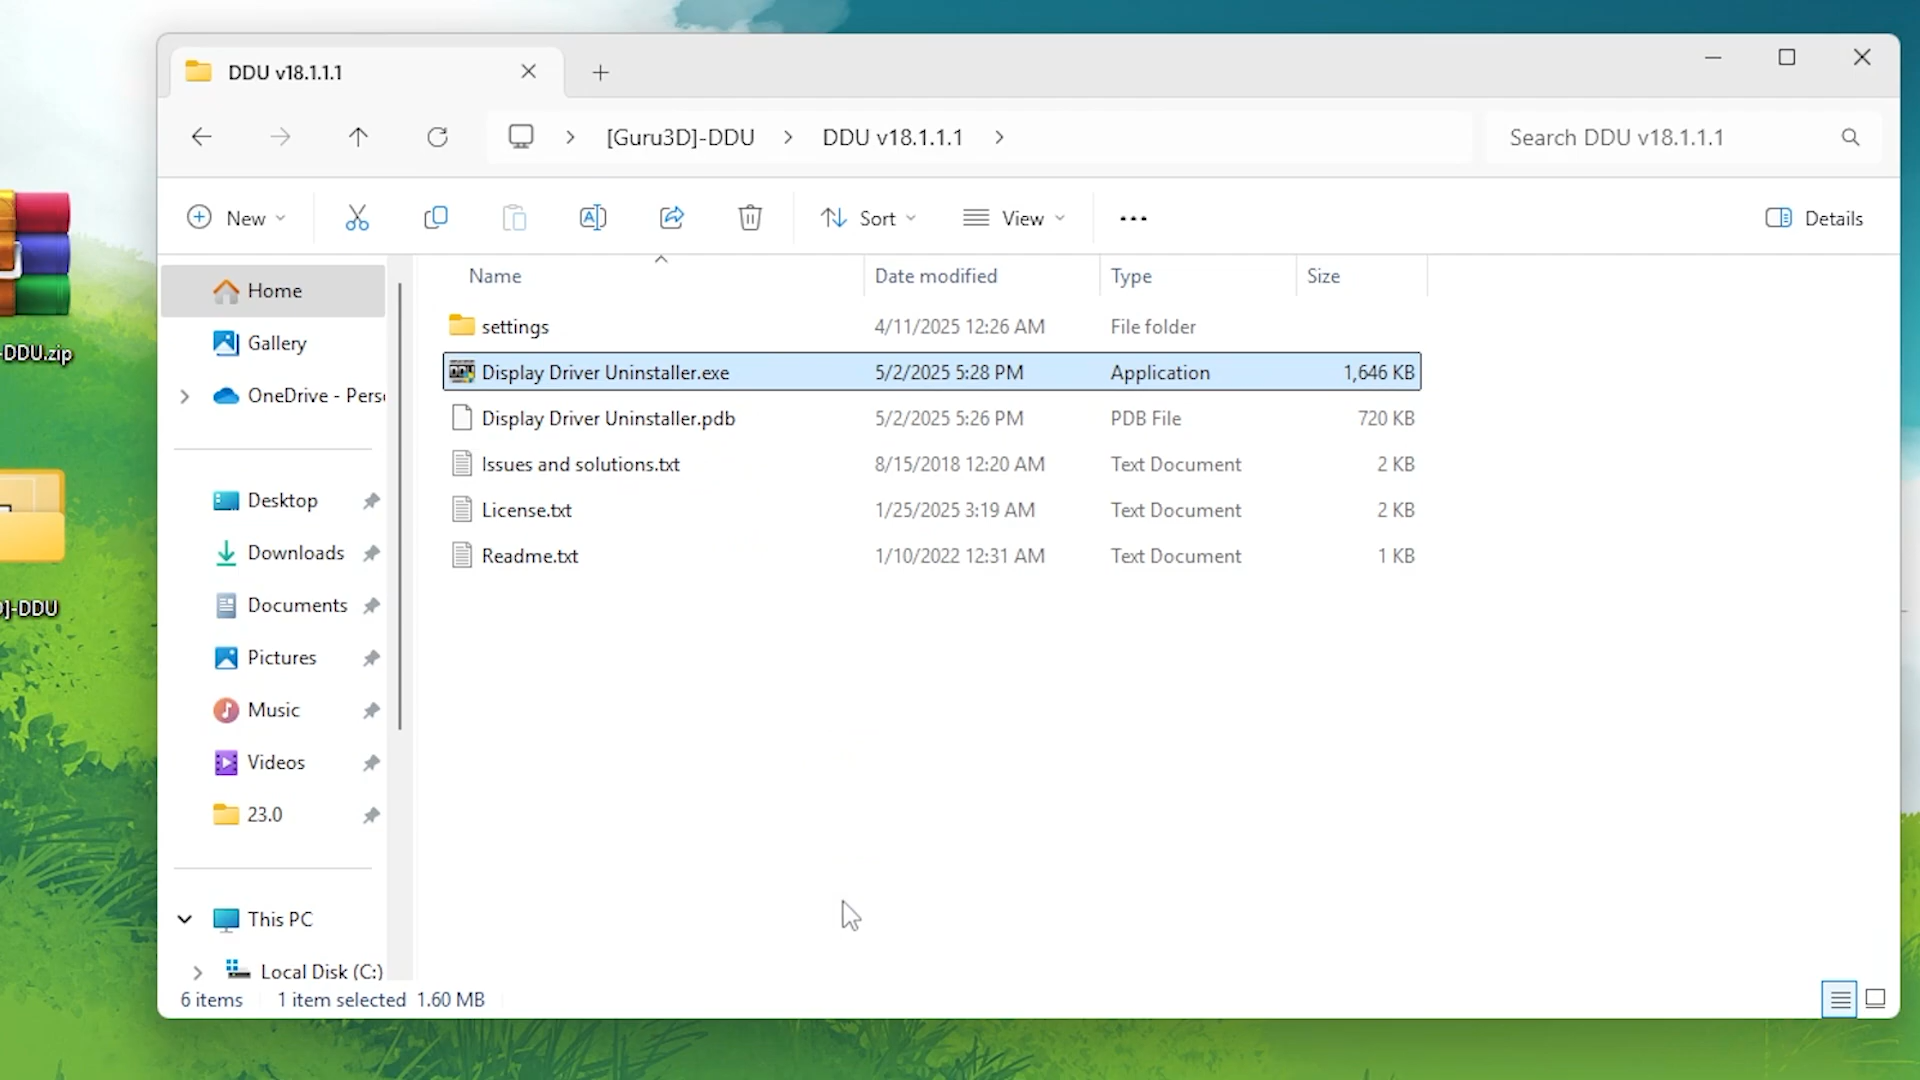 DDU v18.1.1.1
[Guru3D]-DDU
DDU v18.1.1.1
Search DDU v18.1.1.1
New
Sort
View
Details
Name
Date modified
Type
Size
settings
4/11/2025 12:26 AM
File folder
Display Driver Uninstaller.exe
5/2/2025 5:28 PM
Application
1,646 KB
Display Driver Uninstaller.pdb
5/2/2025 5:26 PM
PDB File
720 KB
Issues and solutions.txt
8/15/2018 12:20 AM
Text Document
2 KB
License.txt
1/25/2025 3:19 AM
Text Document
2 KB
Readme.txt
1/10/2022 12:31 AM
Text Document
1 KB
Home
Gallery
OneDrive - Pers
Desktop
Downloads
Documents
Pictures
Music
Videos
23.0
This PC
Local Disk (C:)
6 items
1 item selected 1.60 MB
-DDU.zip
]-DDU